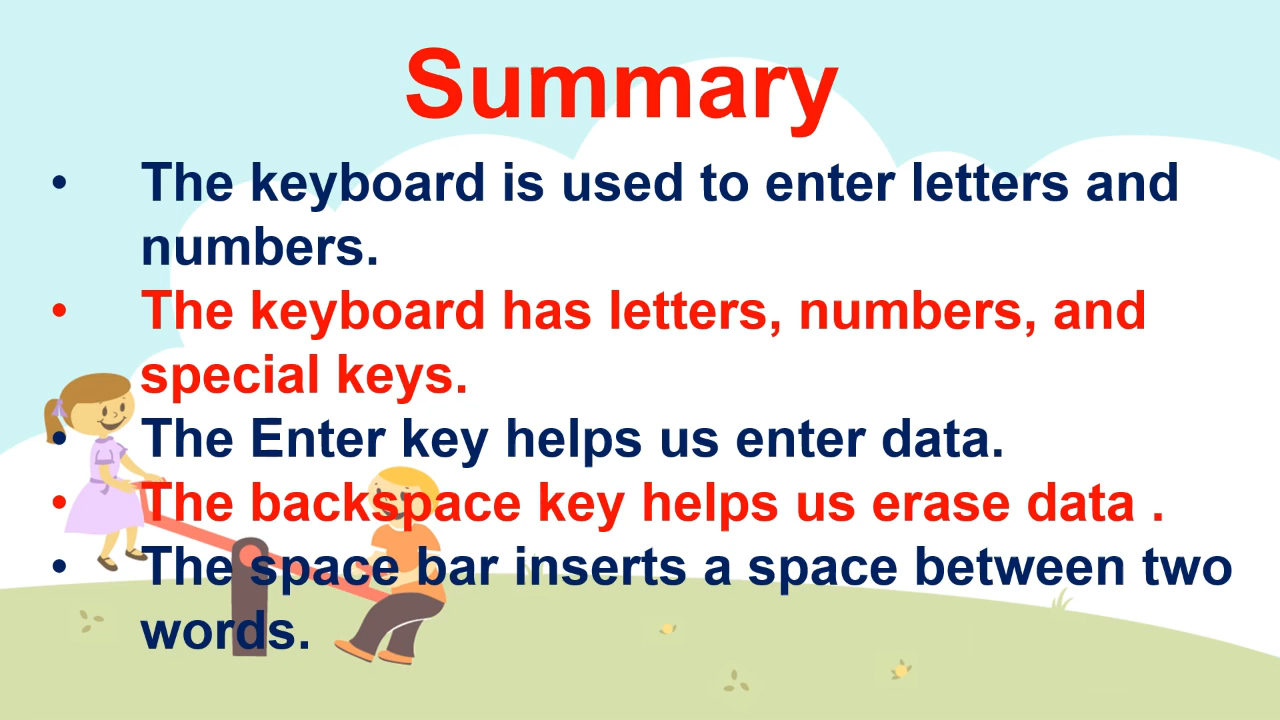 Summary
• The keyboard is used to enter letters and
numbers.
• The keyboard has letters, numbers, and
special keys.
• The Enter key helps us enter data.
• The backspace key helps us erase data .
• The space bar inserts a space between two
words.